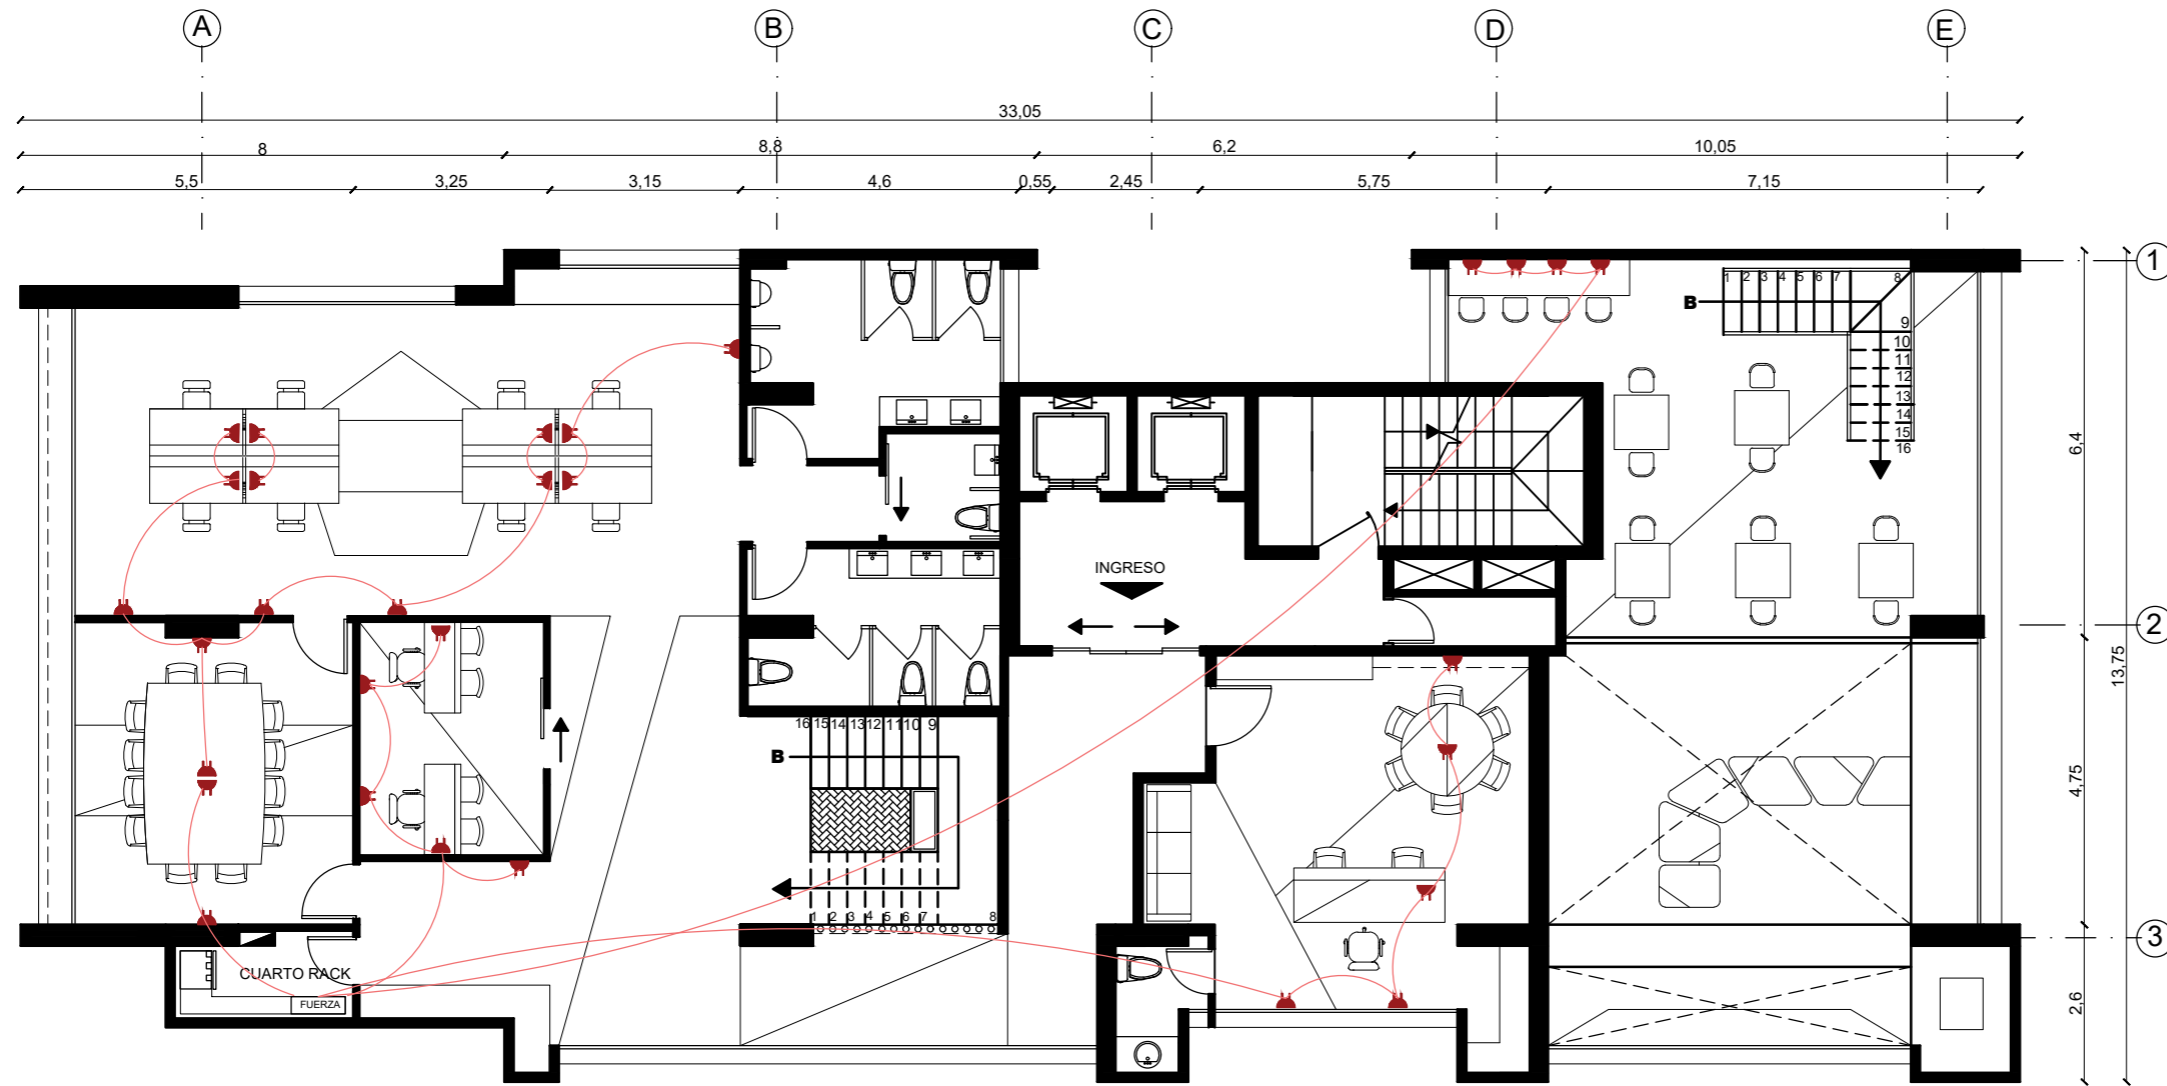 A B C D E
33,05
8 8,8 6,2 10,05
5,5 3,25 3,15 4,6 0,55 2,45 5,75 7,15
1
1 2 3 4 5 6 7 8
B
9
10
11
12
13
14
15
16
6,4
13,75
INGRESO
2
16 15 14 13 12 11 10 9
B
4,75
1 2 3 4 5 6 7 8
3
CUARTO RACK
FUERZA
2,6